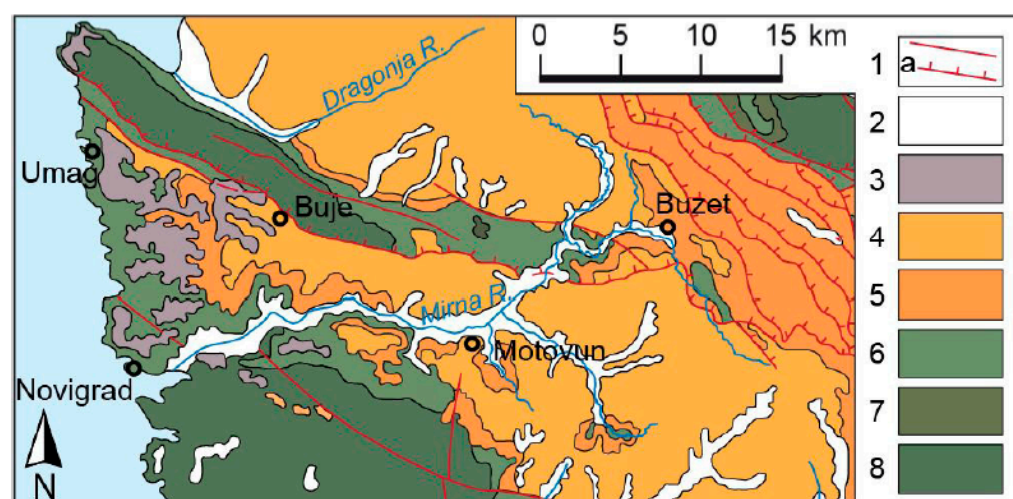 0 5 10 15 km
Dragonja R.
Umag
Buje
Buzet
Mirna R.
Motovun
Novigrad
N
1 a
2
3
4
5
6
7
8